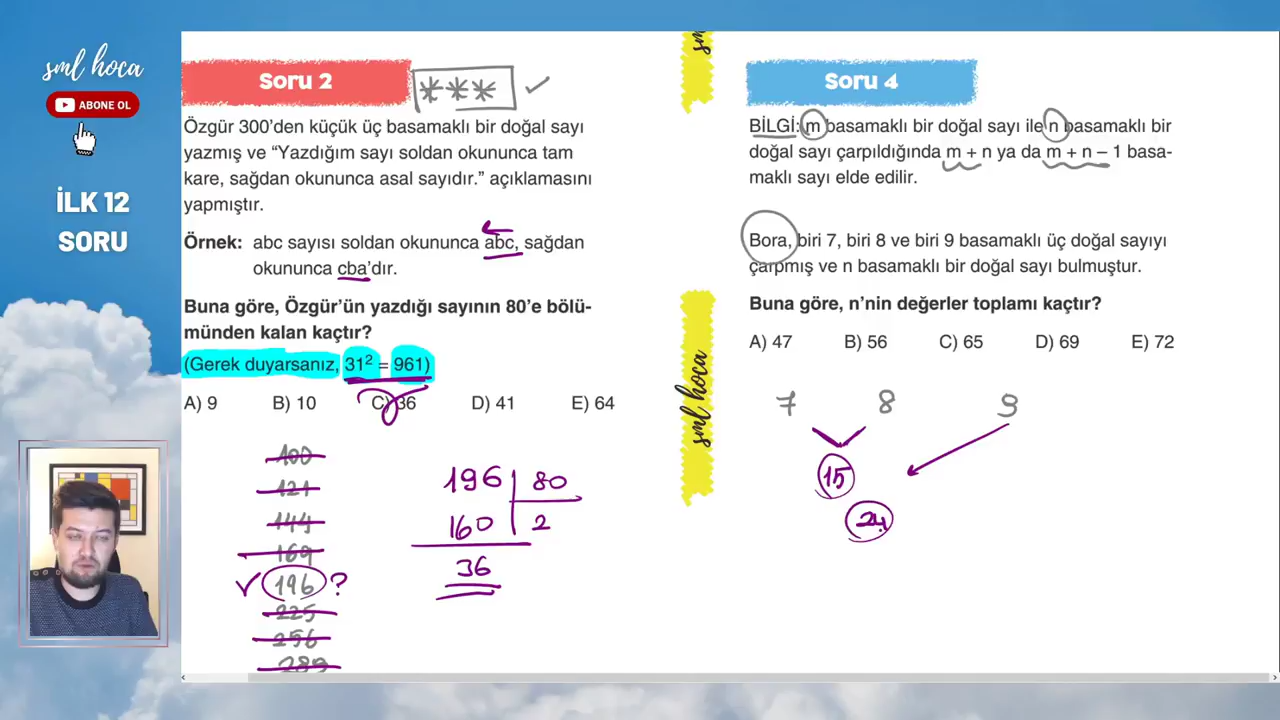 sml hoca
ABONE OL
İLK 12
SORU
Soru 2
***
Özgür 300'den küçük üç basamaklı bir doğal sayı
yazmış ve “Yazdığım sayı soldan okununca tam
kare, sağdan okununca asal sayıdır.” açıklamasını
yapmıştır.
Örnek: abc sayısı soldan okununca abc, sağdan
okununca cba'dır.
Buna göre, Özgür'ün yazdığı sayının 80'e bölü-
münden kalan kaçtır?
(Gerek duyarsanız, 31² = 961)
A) 9 B) 10 C) 36 D) 41 E) 64
100
121
144
169
196 ?
225
256
289
196 80
160 2
36
sml hoca
Soru 4
BİLGİ: m basamaklı bir doğal sayı ile n basamaklı bir
doğal sayı çarpıldığında m + n ya da m + n – 1 basa-
maklı sayı elde edilir.
Bora, biri 7, biri 8 ve biri 9 basamaklı üç doğal sayıyı
çarpmış ve n basamaklı bir doğal sayı bulmuştur.
Buna göre, n'nin değerler toplamı kaçtır?
A) 47 B) 56 C) 65 D) 69 E) 72
7 8 9
15
24